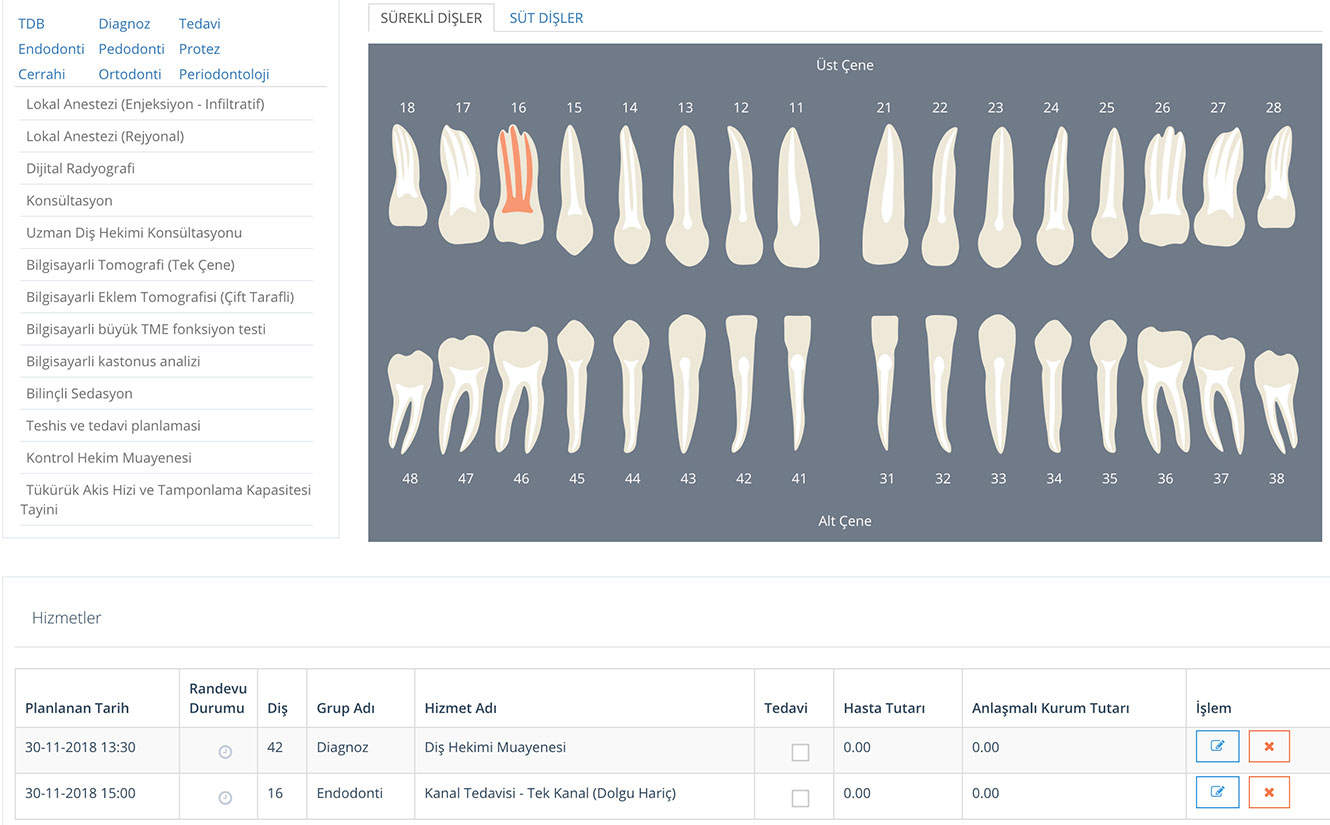 TDB Diagnoz Tedavi
Endodonti Pedodonti Protez
Cerrahi Ortodonti Periodontoloji
Lokal Anestezi (Enjeksiyon - Infiltratif)
Lokal Anestezi (Rejyonal)
Dijital Radyografi
Konsültasyon
Uzman Diş Hekimi Konsültasyonu
Bilgisayarli Tomografi (Tek Çene)
Bilgisayarli Eklem Tomografisi (Çift Tarafli)
Bilgisayarli büyük TME fonksiyon testi
Bilgisayarli kastonus analizi
Bilinçli Sedasyon
Teshis ve tedavi planlamasi
Kontrol Hekim Muayenesi
Tükürük Akis Hizi ve Tamponlama Kapasitesi
Tayini
SÜREKLİ DİŞLER SÜT DİŞLER
Üst Çene
18 17 16 15 14 13 12 11 21 22 23 24 25 26 27 28
48 47 46 45 44 43 42 41 31 32 33 34 35 36 37 38
Alt Çene
Hizmetler
Planlanan Tarih Randevu Durumu Diş Grup Adı Hizmet Adı Tedavi Hasta Tutarı Anlaşmalı Kurum Tutarı İşlem
30-11-2018 13:30 42 Diagnoz Diş Hekimi Muayenesi 0.00 0.00
30-11-2018 15:00 16 Endodonti Kanal Tedavisi - Tek Kanal (Dolgu Hariç) 0.00 0.00